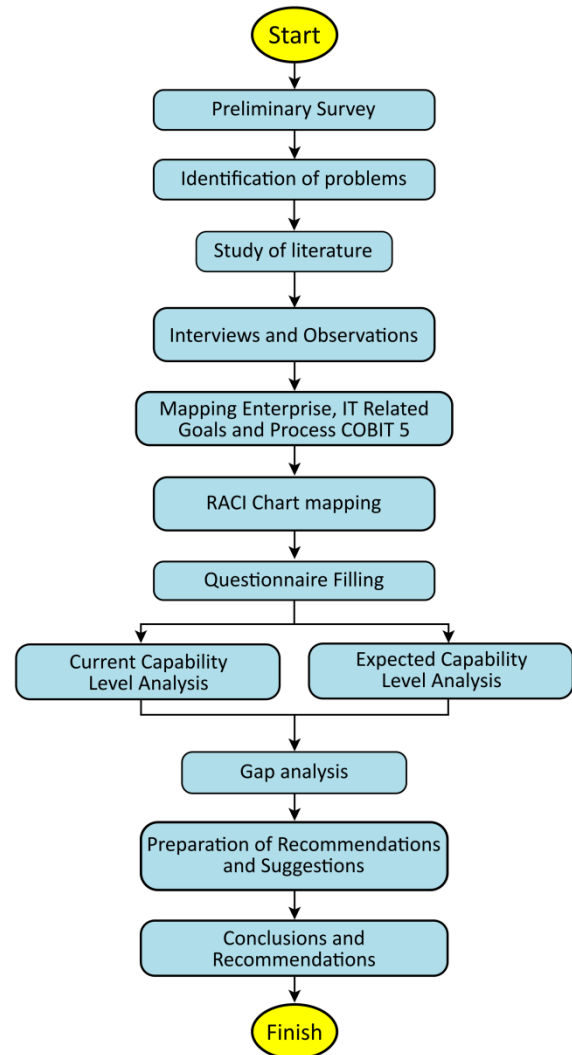 Start
Preliminary Survey
Identification of problems
Study of literature
Interviews and Observations
Mapping Enterprise, IT Related
Goals and Process COBIT 5
RACI Chart mapping
Questionnaire Filling
Current Capability
Level Analysis
Expected Capability
Level Analysis
Gap analysis
Preparation of Recommendations
and Suggestions
Conclusions and
Recommendations
Finish